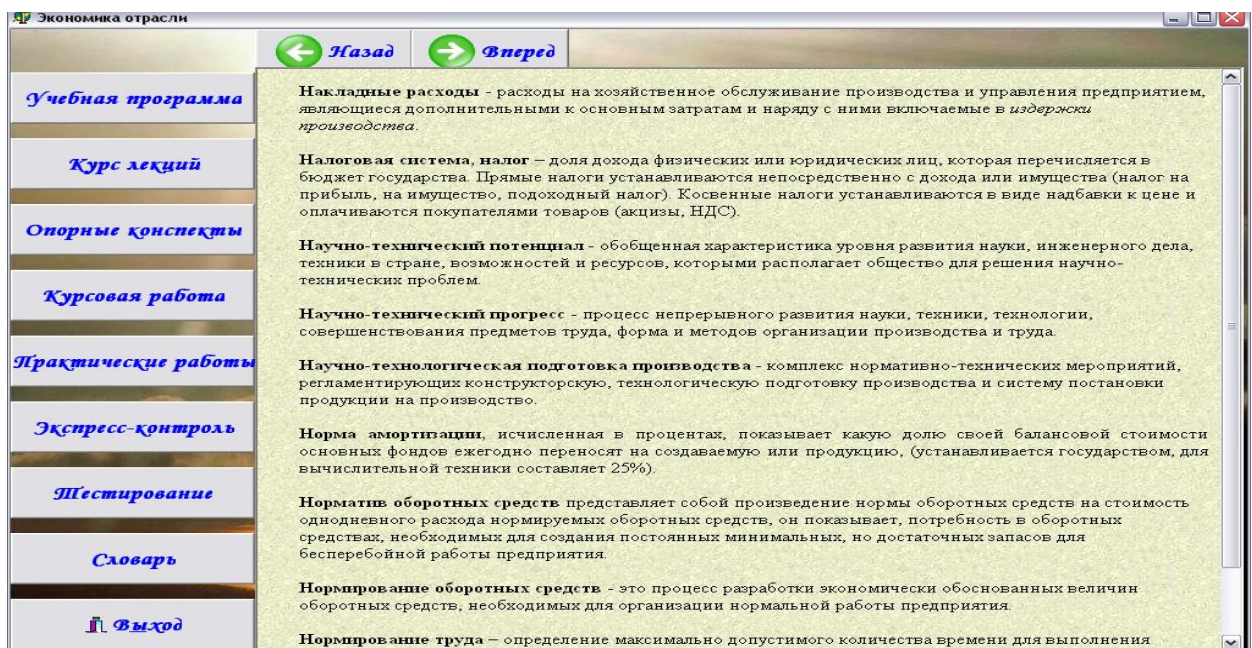 Экономика отрасли
Назад
Вперед
Учебная программа
Курс лекций
Опорные конспекты
Курсовая работа
Практические работы
Экспресс-контроль
Тестирование
Словарь
Выход
Накладные расходы - расходы на хозяйственное обслуживание производства и управления предприятием,
являющиеся дополнительными к основным затратам и наряду с ними включаемые в издержки
производства.
Налоговая система, налог – доля дохода физических или юридических лиц, которая перечисляется в
бюджет государства. Прямые налоги устанавливаются непосредственно с дохода или имущества (налог на
прибыль, на имущество, подоходный налог). Косвенные налоги устанавливаются в виде надбавки к цене и
оплачиваются покупателями товаров (акцизы, НДС).
Научно-технический потенциал - обобщенная характеристика уровня развития науки, инженерного дела,
техники в стране, возможностей и ресурсов, которыми располагает общество для решения научно-
технических проблем.
Научно-технический прогресс - процесс непрерывного развития науки, техники, технологии,
совершенствования предметов труда, форма и методов организации производства и труда.
Научно-технологическая подготовка производства - комплекс нормативно-технических мероприятий,
регламентирующих конструкторскую, технологическую подготовку производства и систему постановки
продукции на производство.
Норма амортизации, исчисленная в процентах, показывает какую долю своей балансовой стоимости
основных фондов ежегодно переносят на создаваемую или продукцию, (устанавливается государством, для
вычислительной техники составляет 25%).
Норматив оборотных средств представляет собой произведение нормы оборотных средств на стоимость
однодневного расхода нормируемых оборотных средств, он показывает, потребность в оборотных
средствах, необходимых для создания постоянных минимальных, но достаточных запасов для
бесперебойной работы предприятия.
Нормирование оборотных средств - это процесс разработки экономически обоснованных величин
оборотных средств, необходимых для организации нормальной работы предприятия.
Нормирование труда – определение максимально допустимого количества времени для выполнения